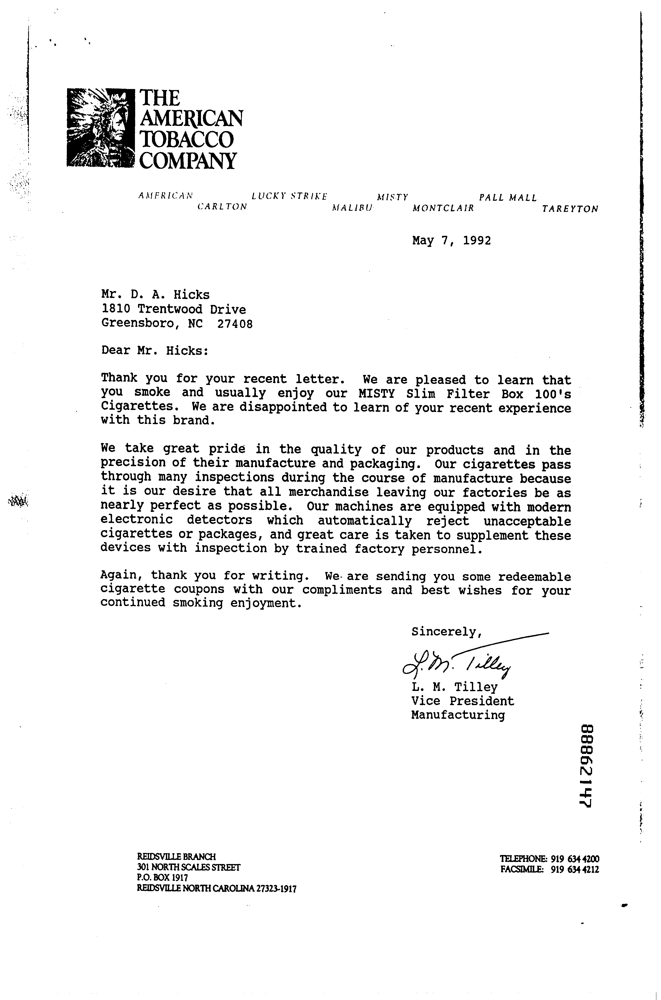 THE
AMERICAN
TOBACCO
COMPANY
AMERICAN LUCKY STRIKE MISTY PALL MALL
CARLTON MALIBU MONTCLAIR TAREYTON
May 7, 1992
Mr. D. A. Hicks
1810 Trentwood Drive
Greensboro, NC 27408
Dear Mr. Hicks:
Thank you for your recent letter. We are pleased to learn that
you smoke and usually enjoy our MISTY Slim Filter Box 100's
Cigarettes. We are disappointed to learn of your recent experience
with this brand.
We take great pride in the quality of our products and in the
precision of their manufacture and packaging. Our cigarettes pass
through many inspections during the course of manufacture because
it is our desire that all merchandise leaving our factories be as
nearly perfect as possible. Our machines are equipped with modern
electronic detectors which automatically reject unacceptable
cigarettes or packages, and great care is taken to supplement these
devices with inspection by trained factory personnel.
Again, thank you for writing. We are sending you some redeemable
cigarette coupons with our compliments and best wishes for your
continued smoking enjoyment.
Sincerely,
L. M. Tilley
L. M. Tilley
Vice President
Manufacturing
88862147
REIDSVILLE BRANCH
301 NORTH SCALES STREET
P.O. BOX 1917
REIDSVILLE NORTH CAROLINA 27323-1917
TELEPHONE: 919 634 4200
FACSIMILE: 919 634 4212